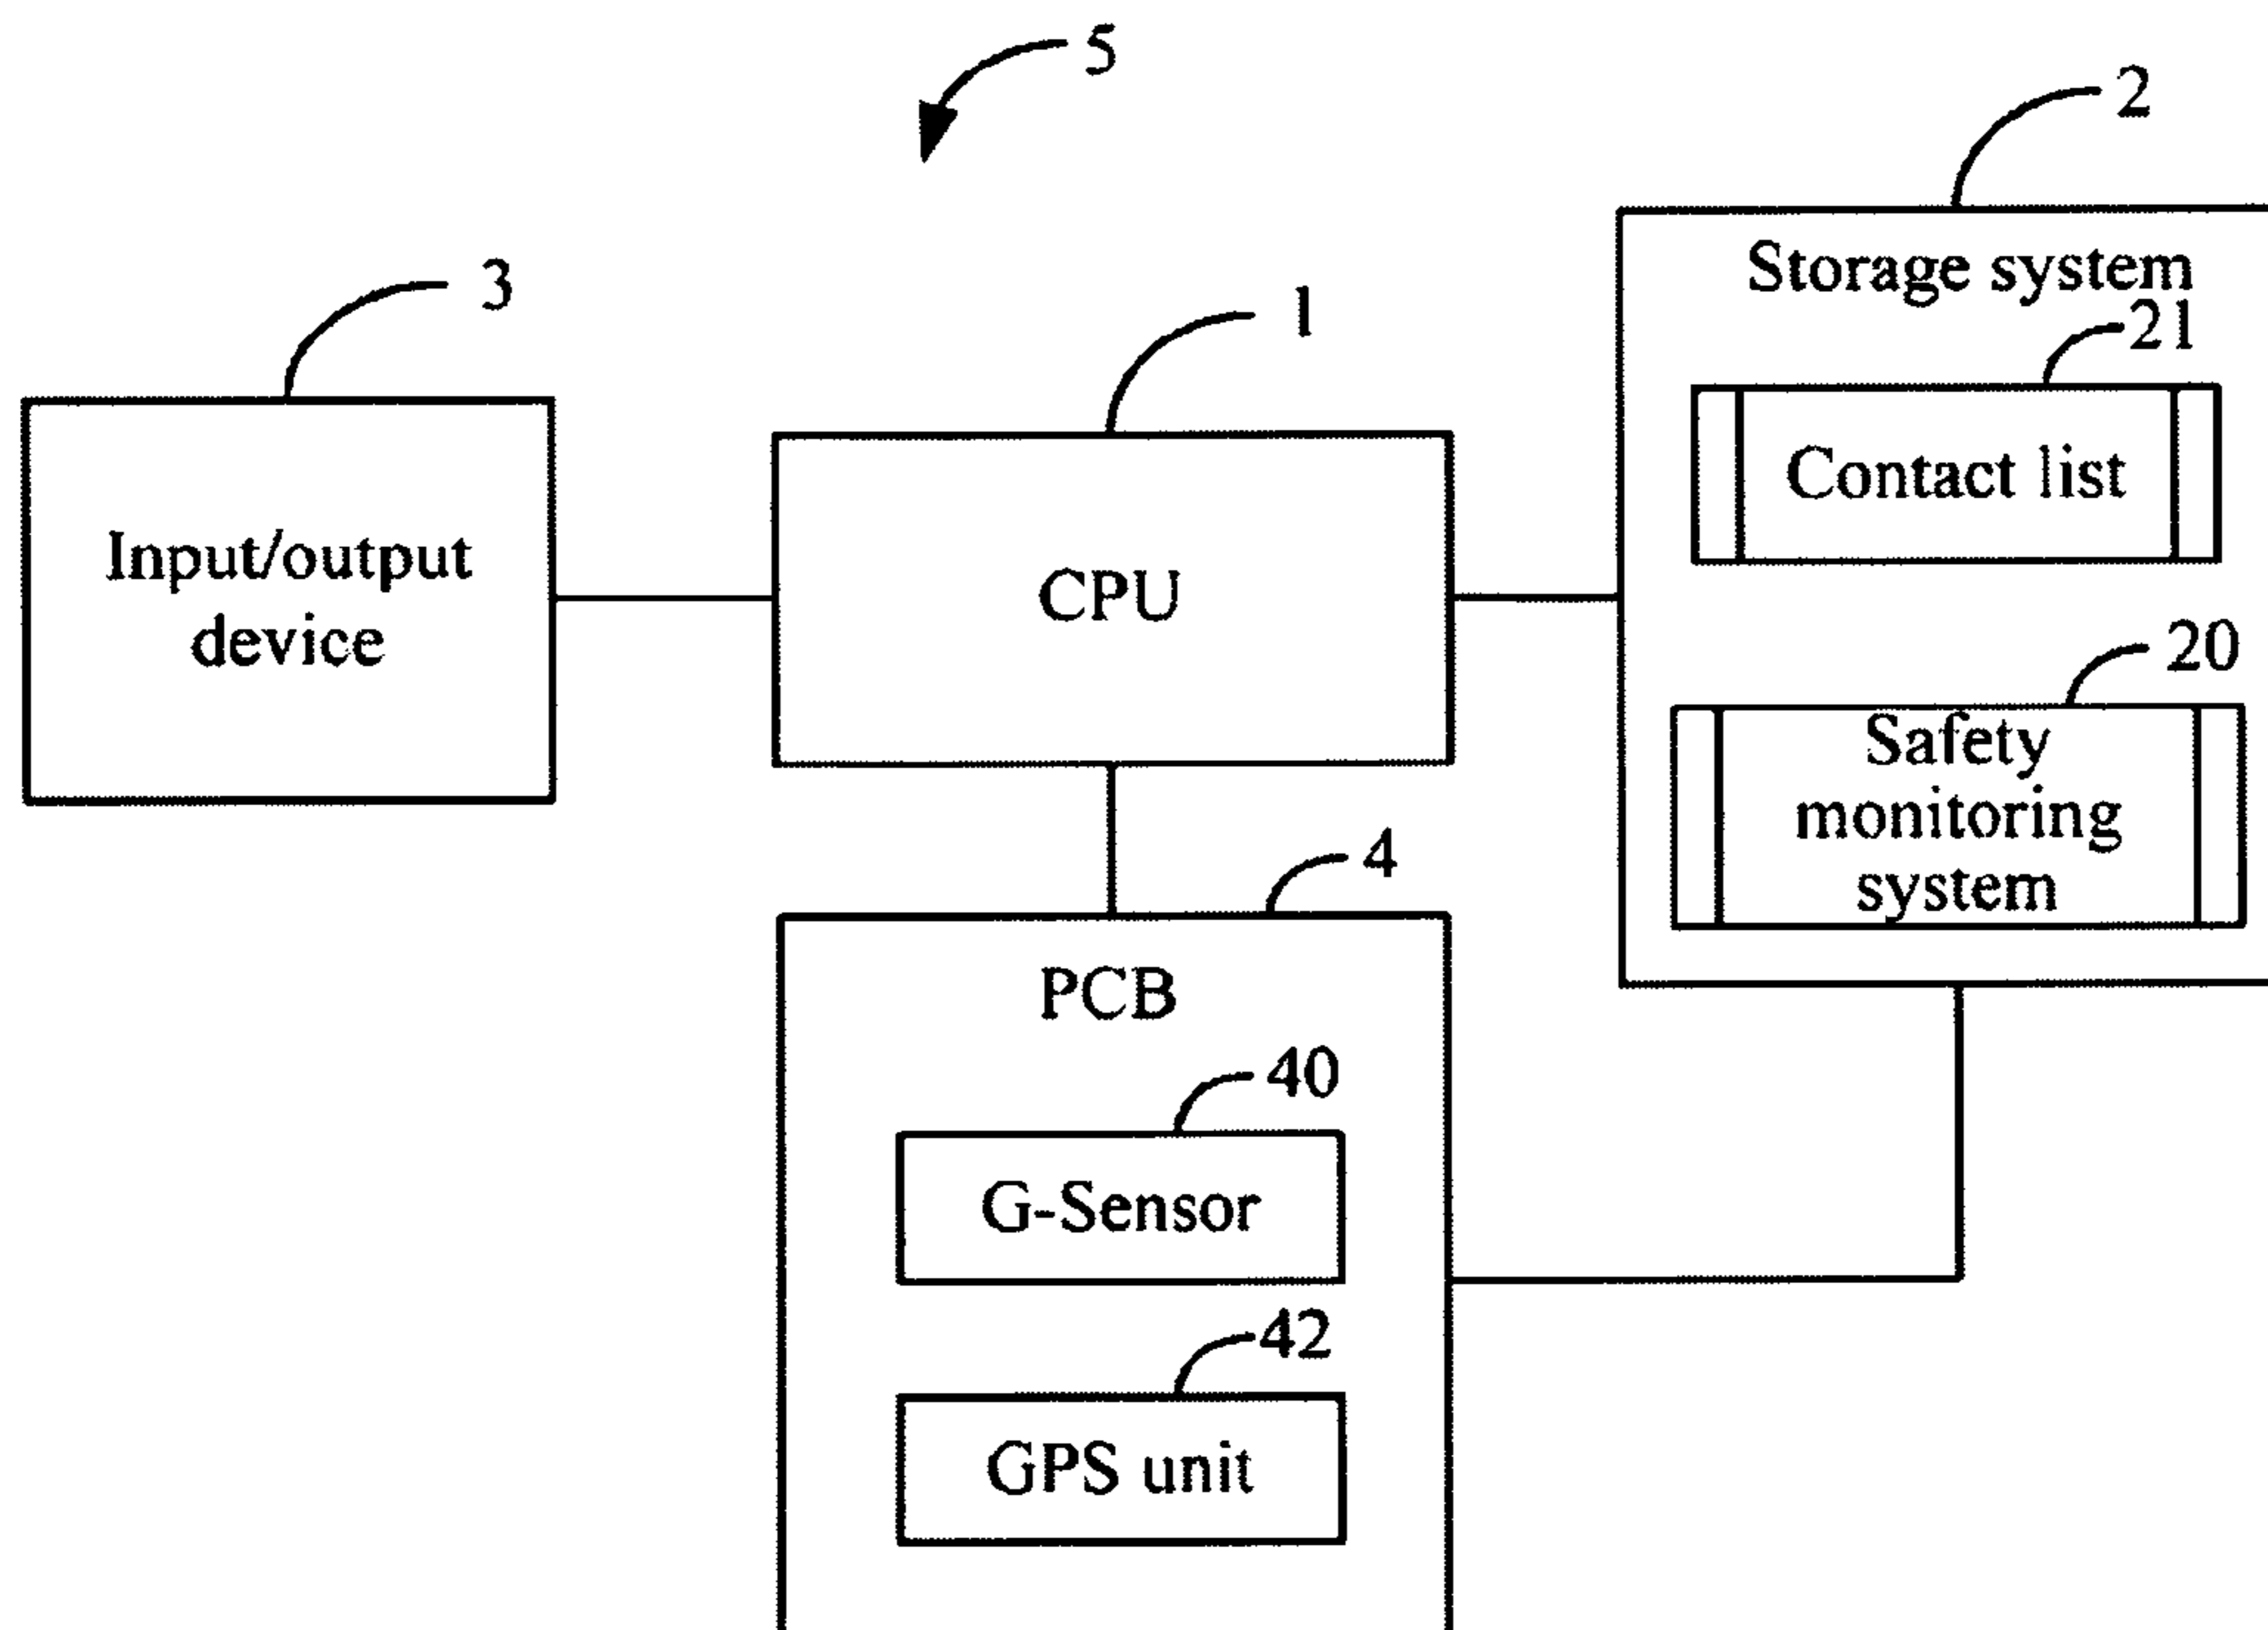 5
2
Storage system
3
21
1
Contact list
Input/output
device
CPU
20
Safety
monitoring
system
4
PCB
40
G-Sensor
42
GPS unit